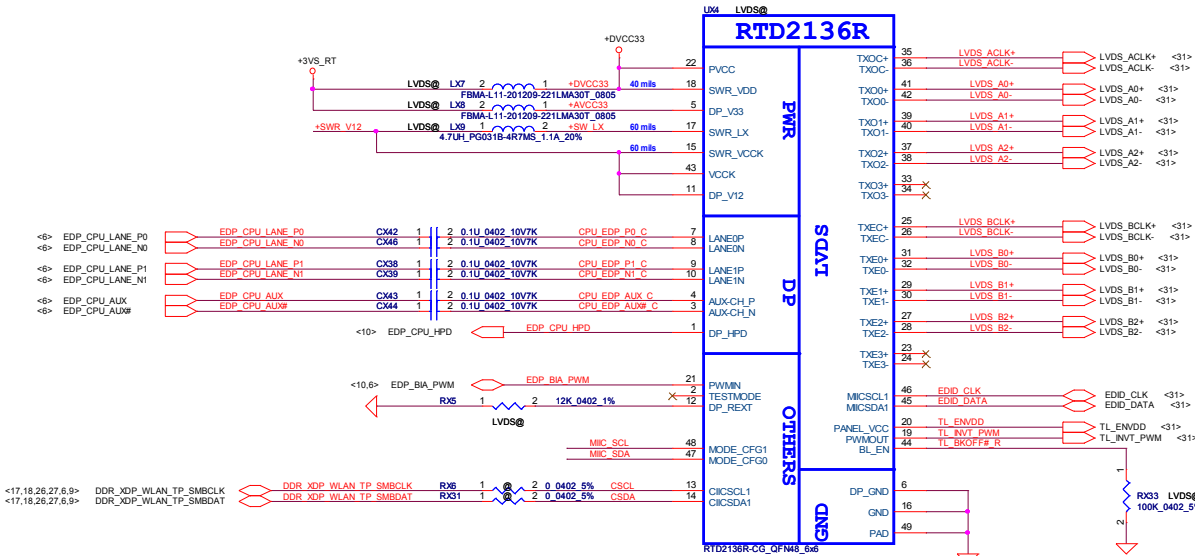 UX4 LVDS@
RTD2136R
+DVCC33
+3VS_RT
LVDS@ LX7 2 1 +DVCC33 40 mils 18 SWR_VDD
FBMA-L11-201209-221LMA30T_0805
22 PVCC
LVDS@ LX8 2 1 +AVCC33 5 DP_V33
FBMA-L11-201209-221LMA30T_0805
+SWR_V12 LVDS@ LX9 1 2 +SW_LX 60 mils 17 SWR_LX
4.7UH_PG031B-4R7MS_1.1A_20%
60 mils 15 SWR_VCCK
43 VCCK
11 DP_V12
PWR
<6> EDP_CPU_LANE_P0 EDP_CPU_LANE_P0 CX42 1 2 0.1U_0402_10V7K CPU_EDP_P0_C 7 LANE0P
<6> EDP_CPU_LANE_N0 EDP_CPU_LANE_N0 CX46 1 2 0.1U_0402_10V7K CPU_EDP_N0_C 8 LANE0N
<6> EDP_CPU_LANE_P1 EDP_CPU_LANE_P1 CX38 1 2 0.1U_0402_10V7K CPU_EDP_P1_C 9 LANE1P
<6> EDP_CPU_LANE_N1 EDP_CPU_LANE_N1 CX39 1 2 0.1U_0402_10V7K CPU_EDP_N1_C 10 LANE1N
<6> EDP_CPU_AUX EDP_CPU_AUX CX43 1 2 0.1U_0402_10V7K CPU_EDP_AUX_C 4 AUX-CH_P
<6> EDP_CPU_AUX# EDP_CPU_AUX# CX44 1 2 0.1U_0402_10V7K CPU_EDP_AUX#_C 3 AUX-CH_N
<10> EDP_CPU_HPD EDP_CPU_HPD 1 DP_HPD
DP
<10,6> EDP_BIA_PWM EDP_BIA_PWM 21 PWMIN
2 TESTMODE
RX5 1 2 12K_0402_1% 12 DP_REXT
LVDS@
MIIC_SCL 48 MODE_CFG1
MIIC_SDA 47 MODE_CFG0
<17,18,26,27,6,9> DDR_XDP_WLAN_TP_SMBCLK DDR_XDP_WLAN_TP_SMBCLK RX6 1 @ 2 0_0402_5% CSCL 13 CIICSCL1
<17,18,26,27,6,9> DDR_XDP_WLAN_TP_SMBDAT DDR_XDP_WLAN_TP_SMBDAT RX31 1 @ 2 0_0402_5% CSDA 14 CIICSDA1
OTHERS
LVDS
TXOC+ 35 LVDS_ACLK+ LVDS_ACLK+ <31>
TXOC- 36 LVDS_ACLK- LVDS_ACLK- <31>
TXO0+ 41 LVDS_A0+ LVDS_A0+ <31>
TXO0- 42 LVDS_A0- LVDS_A0- <31>
TXO1+ 39 LVDS_A1+ LVDS_A1+ <31>
TXO1- 40 LVDS_A1- LVDS_A1- <31>
TXO2+ 37 LVDS_A2+ LVDS_A2+ <31>
TXO2- 38 LVDS_A2- LVDS_A2- <31>
TXO3+ 33
TXO3- 34
TXEC+ 25 LVDS_BCLK+ LVDS_BCLK+ <31>
TXEC- 26 LVDS_BCLK- LVDS_BCLK- <31>
TXE0+ 31 LVDS_B0+ LVDS_B0+ <31>
TXE0- 32 LVDS_B0- LVDS_B0- <31>
TXE1+ 29 LVDS_B1+ LVDS_B1+ <31>
TXE1- 30 LVDS_B1- LVDS_B1- <31>
TXE2+ 27 LVDS_B2+ LVDS_B2+ <31>
TXE2- 28 LVDS_B2- LVDS_B2- <31>
TXE3+ 23
TXE3- 24
MIICSCL1 46 EDID_CLK EDID_CLK <31>
MIICSDA1 45 EDID_DATA EDID_DATA <31>
PANEL_VCC 20 TL_ENVDD TL_ENVDD <31>
PWMOUT 19 TL_INVT_PWM TL_INVT_PWM <31>
BL_EN 44 TL_BKOFF#_R
DP_GND 6
GND 16
PAD 49
GND
1
RX33 LVDS@
100K_0402_5%
2
RTD2136R-CG_QFN48_6x6